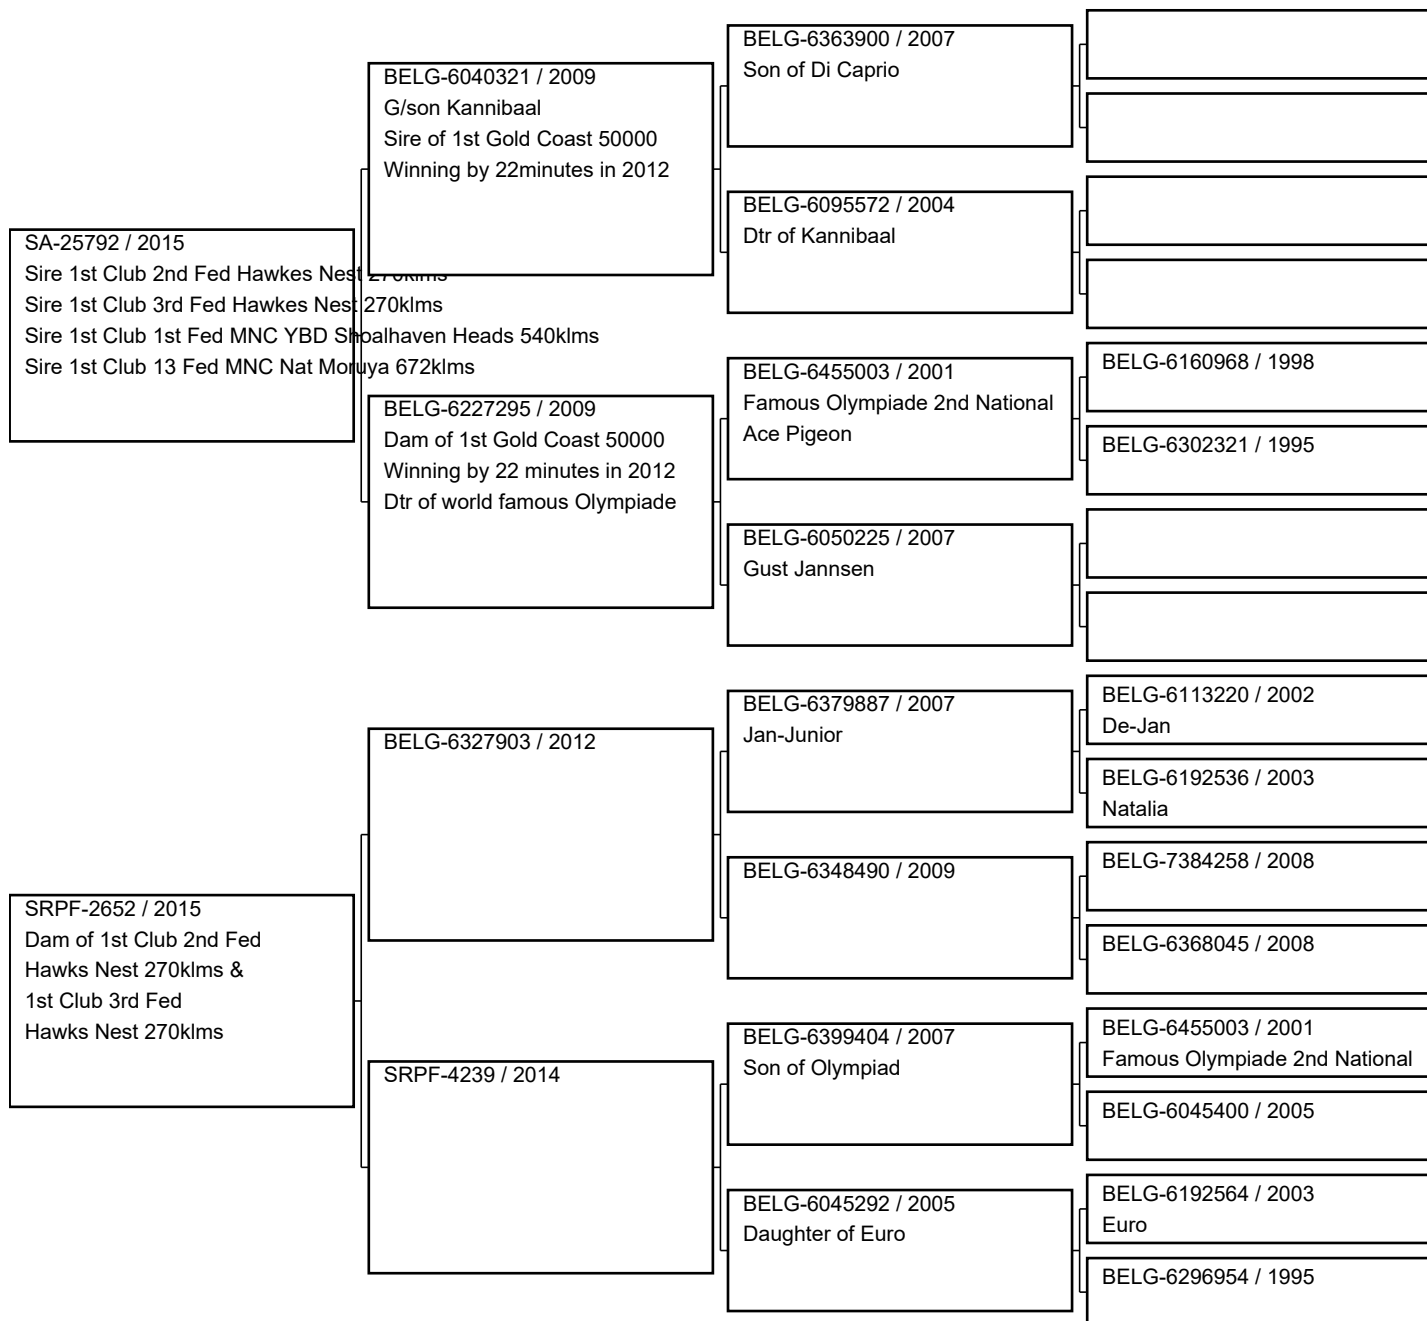 SA-25792 / 2015
Sire 1st Club 2nd Fed Hawkes Nest 270klms
Sire 1st Club 3rd Fed Hawkes Nest 270klms
Sire 1st Club 1st Fed MNC YBD Shoalhaven Heads 540klms
Sire 1st Club 13 Fed MNC Nat Moruya 672klms
SRPF-2652 / 2015
Dam of 1st Club 2nd Fed
Hawks Nest 270klms &
1st Club 3rd Fed
Hawks Nest 270klms
BELG-6040321 / 2009
G/son Kannibaal
Sire of 1st Gold Coast 50000
Winning by 22minutes in 2012
BELG-6227295 / 2009
Dam of 1st Gold Coast 50000
Winning by 22 minutes in 2012
Dtr of world famous Olympiade
BELG-6327903 / 2012
SRPF-4239 / 2014
BELG-6363900 / 2007
Son of Di Caprio
BELG-6095572 / 2004
Dtr of Kannibaal
BELG-6455003 / 2001
Famous Olympiade 2nd National
Ace Pigeon
BELG-6050225 / 2007
Gust Jannsen
BELG-6379887 / 2007
Jan-Junior
BELG-6348490 / 2009
BELG-6399404 / 2007
Son of Olympiad
BELG-6045292 / 2005
Daughter of Euro
BELG-6160968 / 1998
BELG-6302321 / 1995
BELG-6113220 / 2002
De-Jan
BELG-6192536 / 2003
Natalia
BELG-7384258 / 2008
BELG-6368045 / 2008
BELG-6455003 / 2001
Famous Olympiade 2nd National
BELG-6045400 / 2005
BELG-6192564 / 2003
Euro
BELG-6296954 / 1995